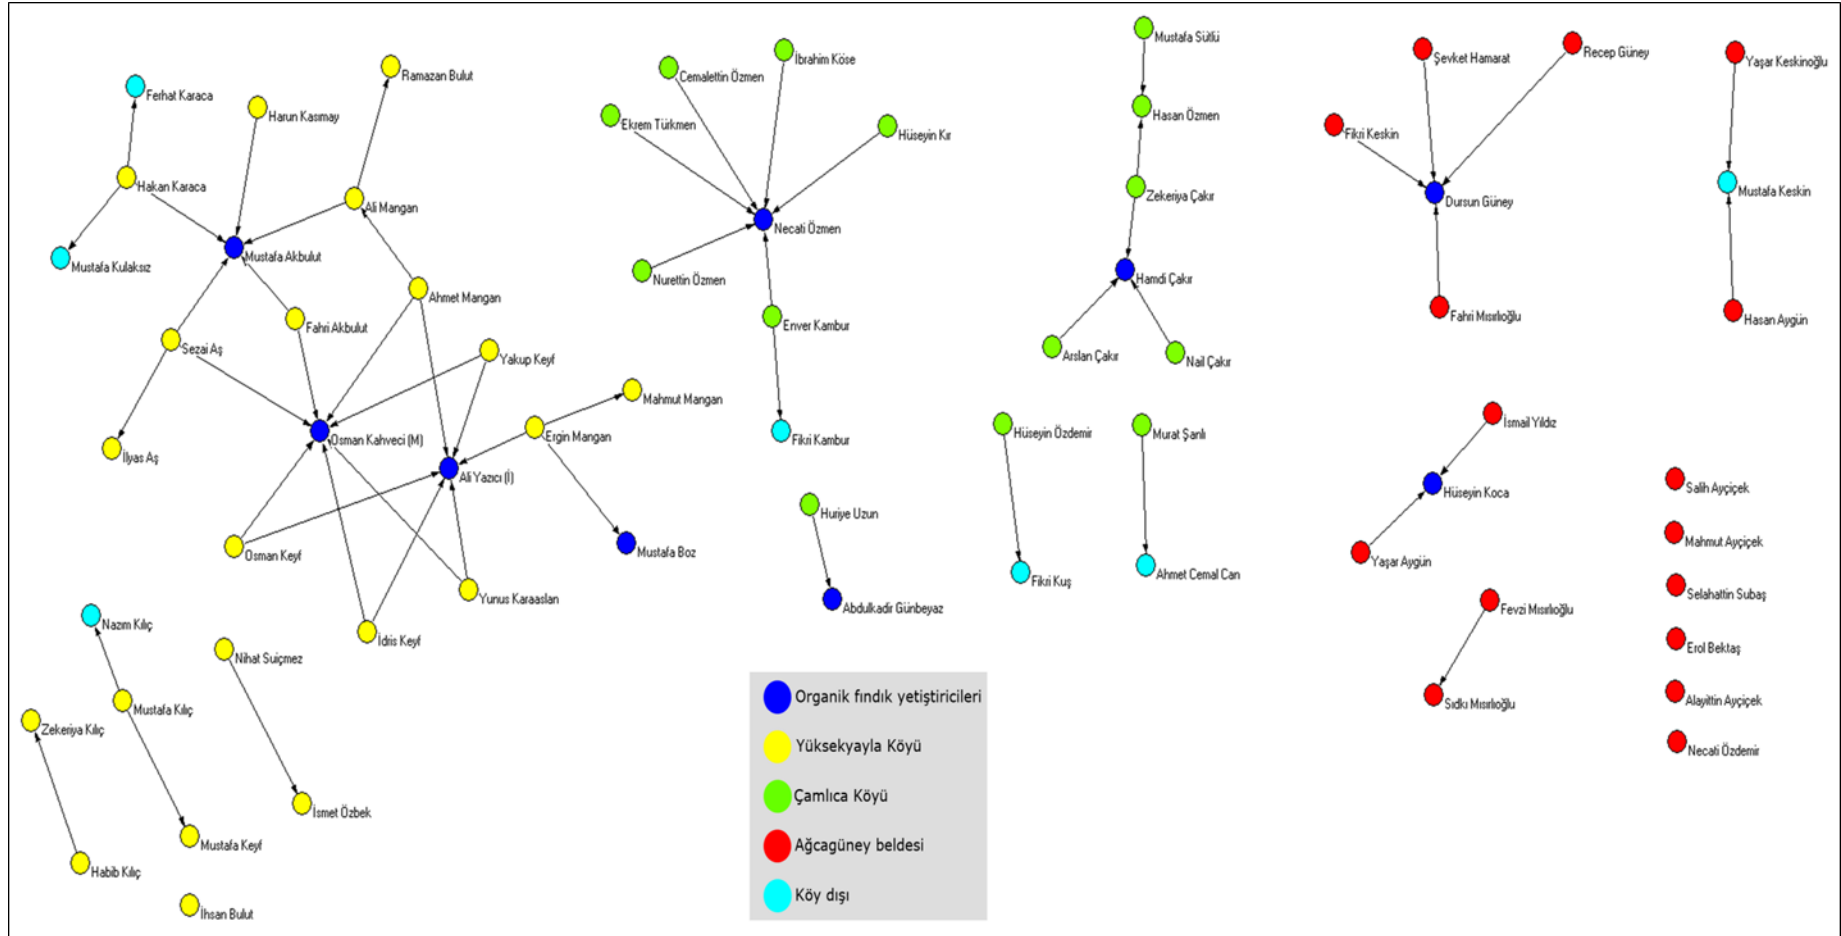 Mustafa Sütlü
Şevket Hamarat
Recep Güney
İbrahim Köse
Yaşar Keskinoğlu
Ramazan Bulut
Cemalettin Özmen
Ferhat Karaca
Harun Kasımay
Hasan Özmen
Ekrem Türkmen
Hüseyin Kır
Fikri Keskin
Hakan Karaca
Mustafa Keskin
Zekeriya Çakır
Dursun Güney
Ali Mangan
Necati Özmen
Mustafa Akbulut
Mustafa Kulaksız
Nurettin Özmen
Hamdi Çakır
Ahmet Mangan
Fahri Mısırlıoğlu
Hasan Aygün
Fahri Akbulut
Enver Kambur
Sezai Aş
Yakup Keyf
Arslan Çakır
Nail Çakır
Mahmut Mangan
İsmail Yıldız
Hüseyin Özdemir
Murat Şanlı
Ergin Mangan
Osman Kahveci (M)
Fikri Kambur
İlyas Aş
Ali Yazıcı (İ)
Hüseyin Koca
Salih Ayçiçek
Huriye Uzun
Mahmut Ayçiçek
Osman Keyf
Mustafa Boz
Yaşar Aygün
Ahmet Cemal Can
Fikri Kuş
Selahattin Subaş
Yunus Karaaslan
Abdulkadir Günbeyaz
Fevzi Mısırlıoğlu
Nazım Kılıç
İdris Keyf
Erol Bektaş
Nihat Suiçmez
Alayittin Ayçiçek
Sıdkı Mısırlıoğlu
Mustafa Kılıç
Zekeriya Kılıç
Necati Özdemir
İsmet Özbek
Mustafa Keyf
Habib Kılıç
İhsan Bulut
Organik fındık yetiştiricileri
Yüksekyayla Köyü
Çamlıca Köyü
Ağcagüney beldesi
Köy dışı